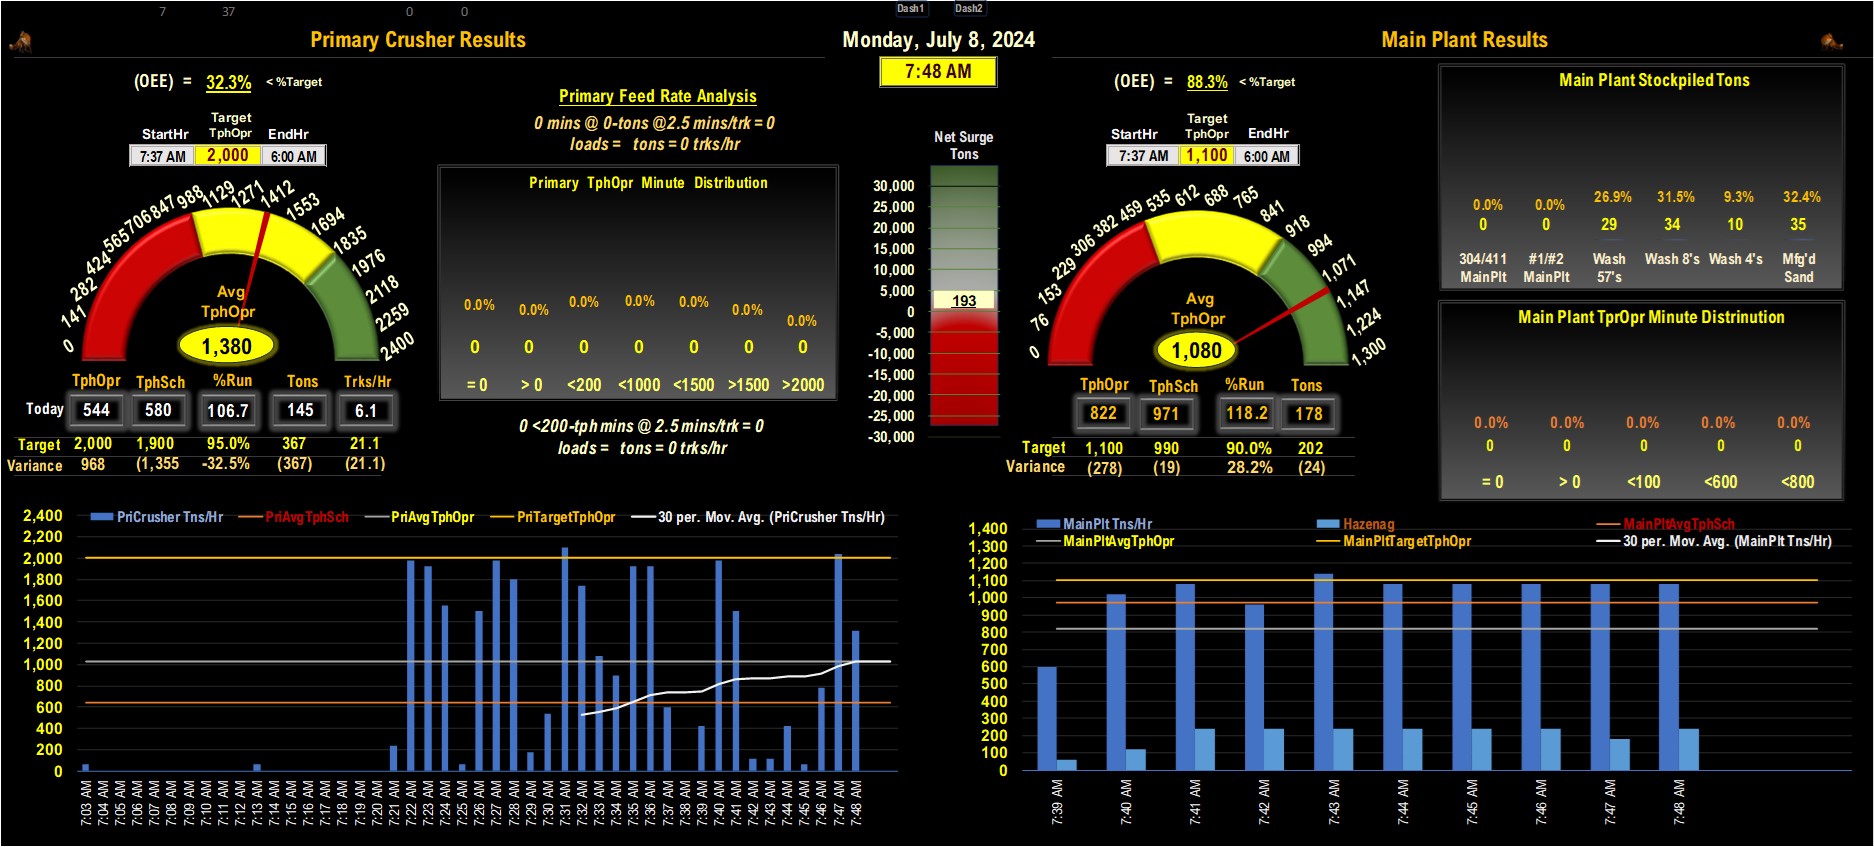 7 37 0 0 Dash1 Dash2
Primary Crusher Results
Monday, July 8, 2024
Main Plant Results
7:48 AM
(OEE) = 32.3% < %Target
Target
StartHr TphOpr EndHr
7:37 AM 2,000 6:00 AM
0 141 282 424 565 706 847 988 1129 1271 1412 1553 1694 1835 1976 2118 2259 2400
Avg
TphOpr
1,380
TphOpr TphSch %Run Tons Trks/Hr
Today 544 580 106.7 145 6.1
Target 2,000 1,900 95.0% 367 21.1
Variance 968 (1,355 -32.5% (367) (21.1)
Primary Feed Rate Analysis
0 mins @ 0-tons @2.5 mins/trk = 0
loads = tons = 0 trks/hr
Primary TphOpr Minute Distribution
0.0% 0.0% 0.0% 0.0% 0.0% 0.0% 0.0%
0 0 0 0 0 0 0
= 0 > 0 <200 <1000 <1500 >1500 >2000
0 <200-tph mins @ 2.5 mins/trk = 0
loads = tons = 0 trks/hr
Net Surge
Tons
30,000
25,000
20,000
15,000
10,000
5,000
193
0
-5,000
-10,000
-15,000
-20,000
-25,000
-30,000
(OEE) = 88.3% < %Target
Target
StartHr TphOpr EndHr
7:37 AM 1,100 6:00 AM
0 76 153 229 306 382 459 535 612 688 765 841 918 994 1,071 1,147 1,224 1,300
Avg
TphOpr
1,080
TphOpr TphSch %Run Tons
822 971 118.2 178
Target 1,100 990 90.0% 202
Variance (278) (19) 28.2% (24)
Main Plant Stockpiled Tons
0.0% 0.0% 26.9% 31.5% 9.3% 32.4%
0 0 29 34 10 35
304/411 #1/#2 Wash Wash 8's Wash 4's Mfg'd
MainPlt MainPlt 57's Sand
Main Plant TprOpr Minute Distrinution
0.0% 0.0% 0.0% 0.0% 0.0%
0 0 0 0 0
= 0 > 0 <100 <600 <800
PriCrusher Tns/Hr PriAvgTphSch PriAvgTphOpr PriTargetTphOpr 30 per. Mov. Avg. (PriCrusher Tns/Hr)
2,400
2,200
2,000
1,800
1,600
1,400
1,200
1,000
800
600
400
200
0
7:03 AM 7:04 AM 7:05 AM 7:06 AM 7:07 AM 7:08 AM 7:09 AM 7:10 AM 7:11 AM 7:12 AM 7:13 AM 7:14 AM 7:15 AM 7:16 AM 7:17 AM 7:18 AM 7:19 AM 7:20 AM 7:21 AM 7:22 AM 7:23 AM 7:24 AM 7:25 AM 7:26 AM 7:27 AM 7:28 AM 7:29 AM 7:30 AM 7:31 AM 7:32 AM 7:33 AM 7:34 AM 7:35 AM 7:36 AM 7:37 AM 7:38 AM 7:39 AM 7:40 AM 7:41 AM 7:42 AM 7:43 AM 7:44 AM 7:45 AM 7:46 AM 7:47 AM 7:48 AM
MainPlt Tns/Hr Hazenag MainPltAvgTphSch
MainPltAvgTphOpr MainPltTargetTphOpr 30 per. Mov. Avg. (MainPlt Tns/Hr)
1,400
1,300
1,200
1,100
1,000
900
800
700
600
500
400
300
200
100
0
7:39 AM 7:40 AM 7:41 AM 7:42 AM 7:43 AM 7:44 AM 7:45 AM 7:46 AM 7:47 AM 7:48 AM